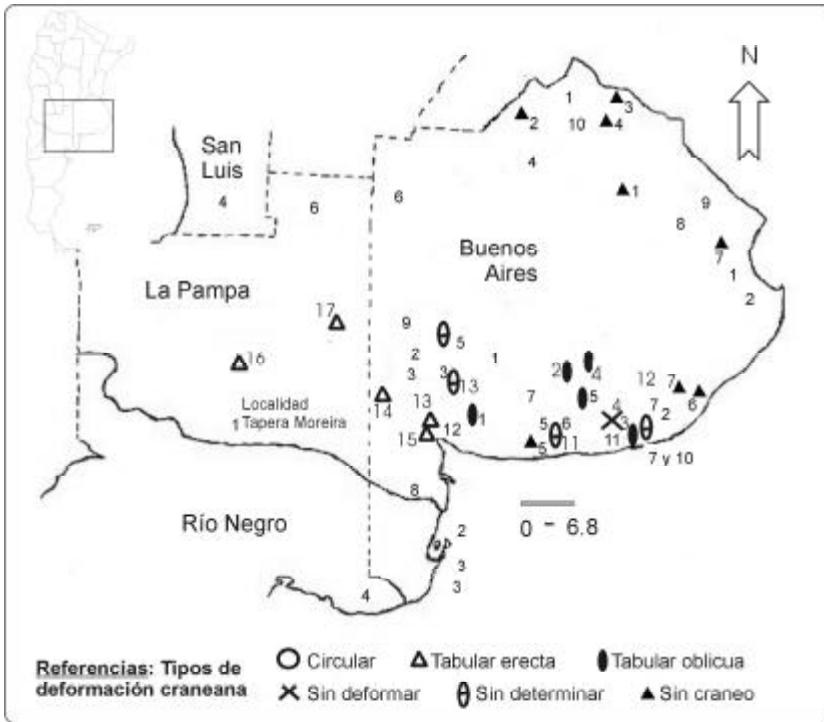 N
1
3
2
10
4
San
Luis
4
4
6
6
1
9
8
Buenos
Aires
7
1
2
La Pampa
17
9
5
16
2
1
2
4
3
3
13
12
7
14
7
5
6
Localidad
1 Tapera Moreira
13
1
5
6
4
7
2
15
12
5
11
11
3
7 y 10
8
0 - 6.8
Río Negro
2
3
4
3
Referencias: Tipos de
deformación craneana
Circular
Tabular erecta
Tabular oblicua
Sin deformar
Sin determinar
Sin craneo